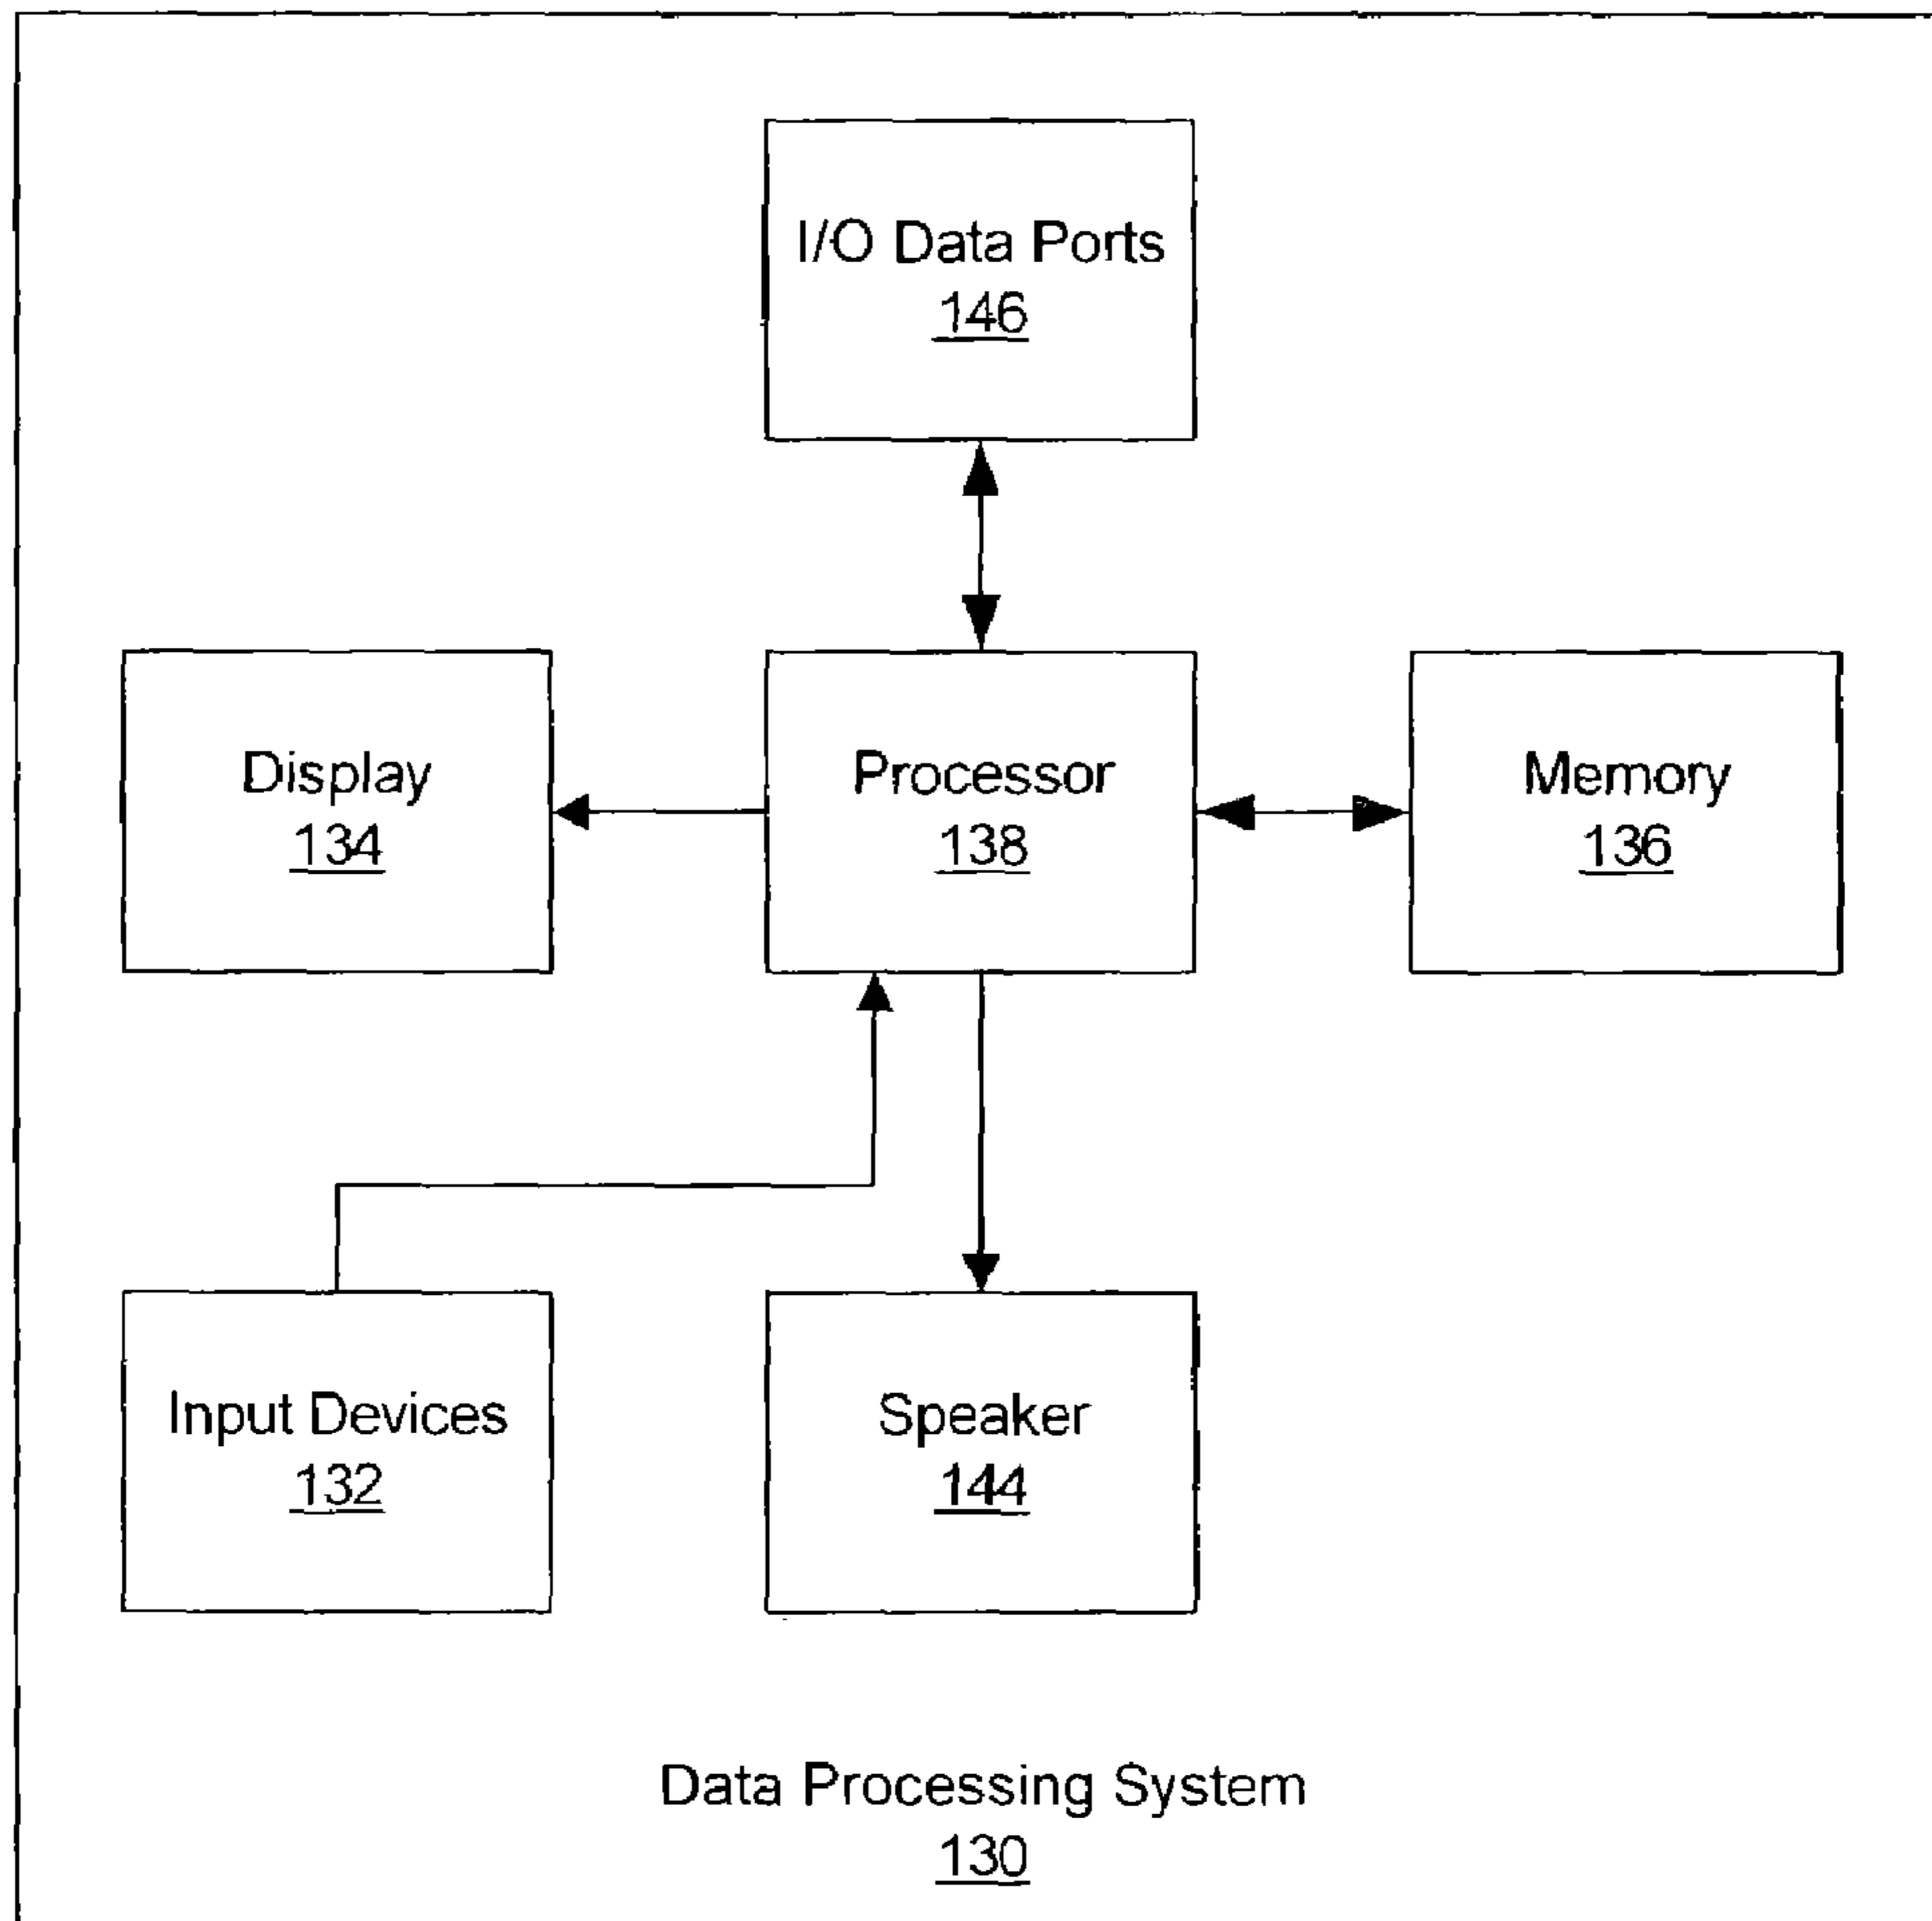 I/O Data Ports
146
Display
134
Processor
138
Memory
136
Input Devices
132
Speaker
144
Data Processing System
130